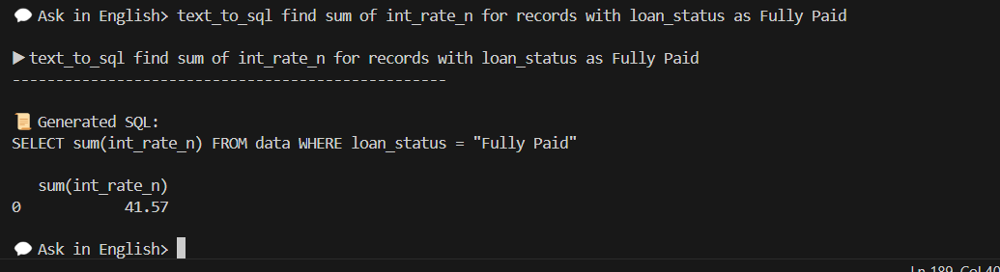 💬 Ask in English> text_to_sql find sum of int_rate_n for records with loan_status as Fully Paid
▶ text_to_sql find sum of int_rate_n for records with loan_status as Fully Paid
--------------------------------------------------
📜 Generated SQL:
SELECT sum(int_rate_n) FROM data WHERE loan_status = "Fully Paid"
sum(int_rate_n)
0 41.57
💬 Ask in English>
Ln 189, Col 40